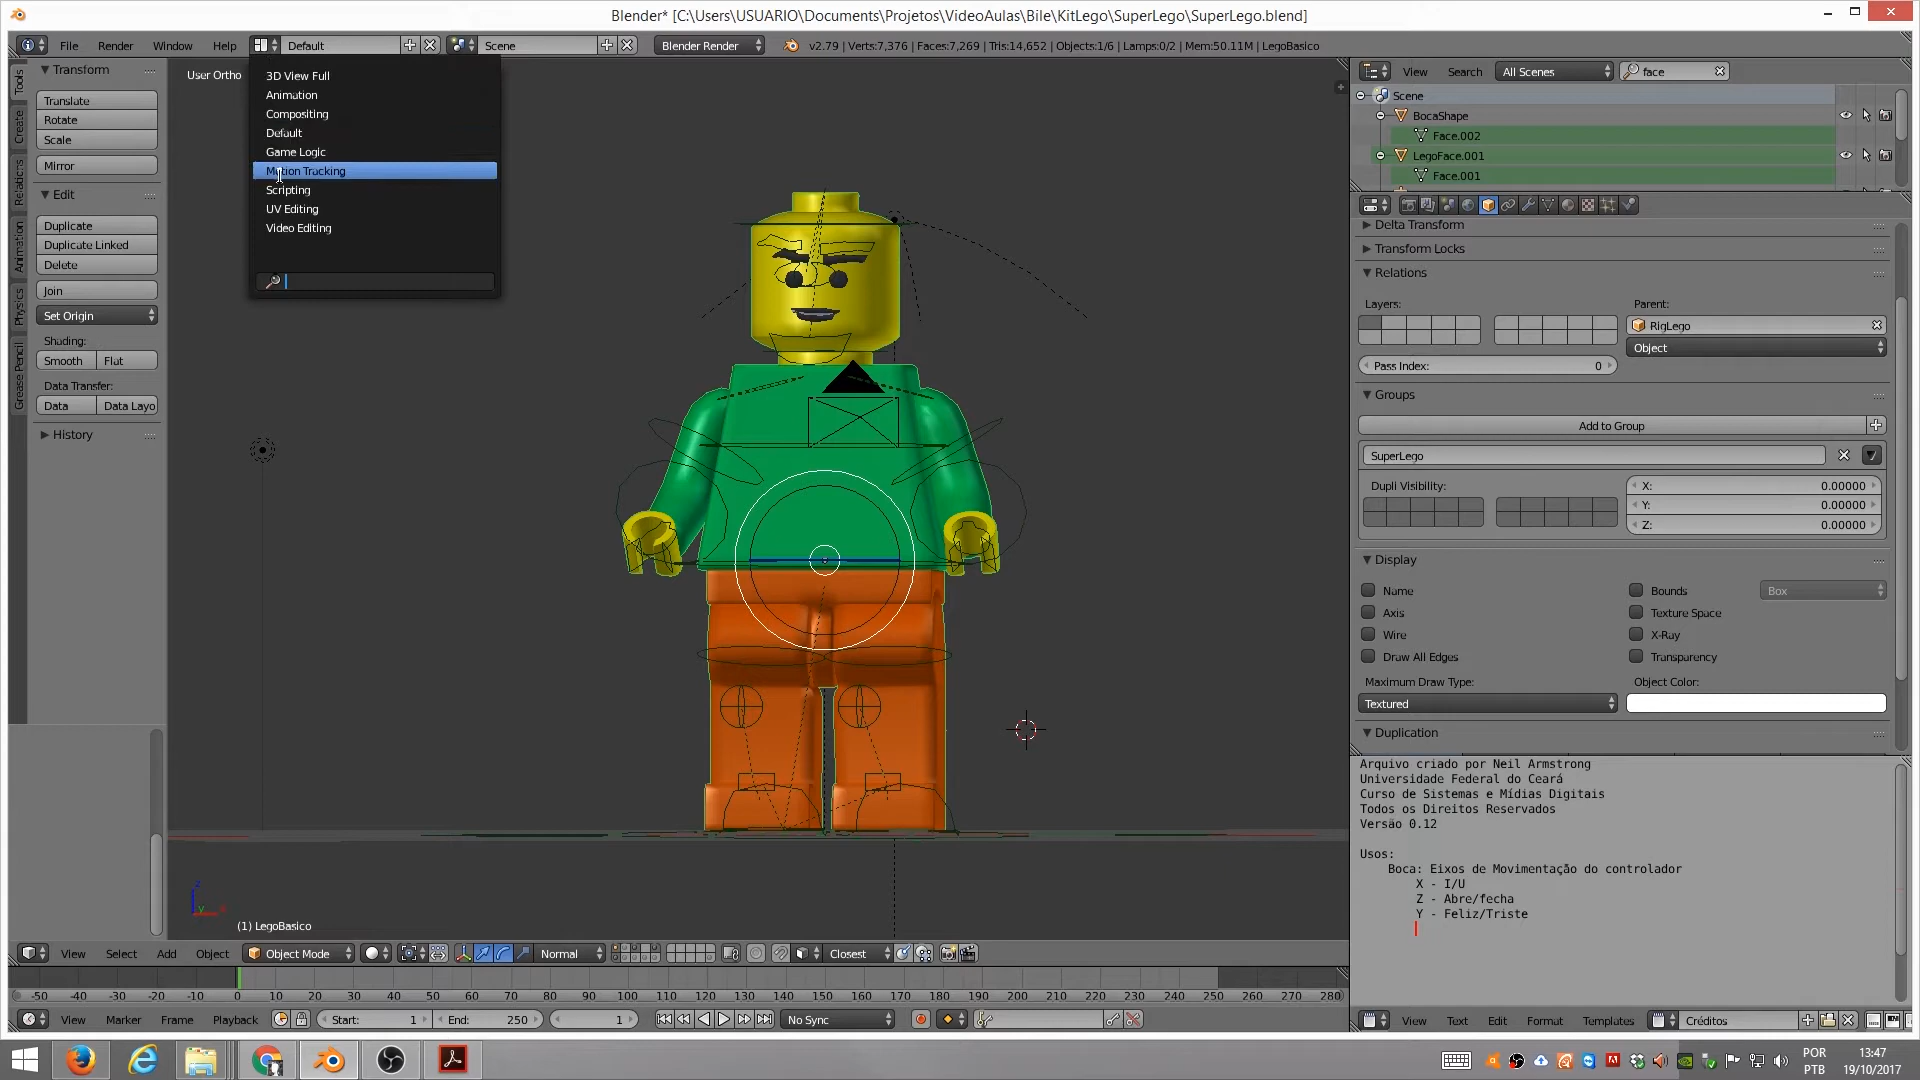 Blender* [C:\Users\USUARIO\Documents\Projetos\VideoAulas\Bile\KitLego\SuperLego\SuperLego.blend]
File Render Window Help Default Scene Blender Render v2.79 | Verts:7,376 | Faces:7,269 | Tris:14,652 | Objects:1/6 | Lamps:0/2 | Mem:50.11M | LegoBasico
Tools
Create
Relations
Animation
Physics
Grease Pencil
Transform
Translate
Rotate
Scale
Mirror
Edit
Duplicate
Duplicate Linked
Delete
Join
Set Origin
Shading:
Smooth Flat
Data Transfer:
Data Data Layo
History
User Ortho
3D View Full
Animation
Compositing
Default
Game Logic
Motion Tracking
Scripting
UV Editing
Video Editing
(1) LegoBasico
View Select Add Object Object Mode Normal Closest
-50 -40 -30 -20 -10 0 10 20 30 40 50 60 70 80 90 100 110 120 130 140 150 160 170 180 190 200 210 220 230 240 250 260 270 280
View Marker Frame Playback Start: 1 End: 250 1 No Sync
View Search All Scenes face
Scene
BocaShape
Face.002
LegoFace.001
Face.001
Delta Transform
Transform Locks
Relations
Layers: Parent:
RigLego
Object
Pass Index: 0
Groups
Add to Group
SuperLego
Dupli Visibility:
X: 0.00000
Y: 0.00000
Z: 0.00000
Display
Name Bounds Box
Axis Texture Space
Wire X-Ray
Draw All Edges Transparency
Maximum Draw Type: Object Color:
Textured
Duplication
Arquivo criado por Neil Armstrong
Universidade Federal do Ceará
Curso de Sistemas e Mídias Digitais
Todos os Direitos Reservados
Versão 0.12
Usos:
Boca: Eixos de Movimentação do controlador
X - I/U
Z - Abre/fecha
Y - Feliz/Triste
View Text Edit Format Templates Créditos
POR
PTB
13:47
19/10/2017